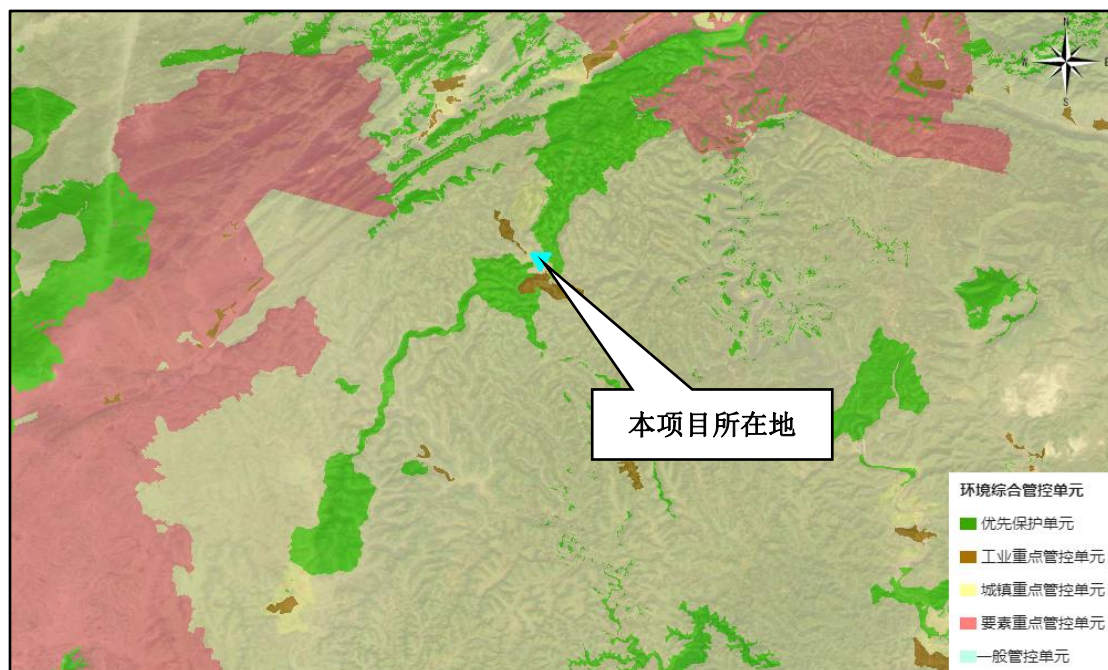 N
W
E
S
本项目所在地
环境综合管控单元
优先保护单元
工业重点管控单元
城镇重点管控单元
要素重点管控单元
一般管控单元